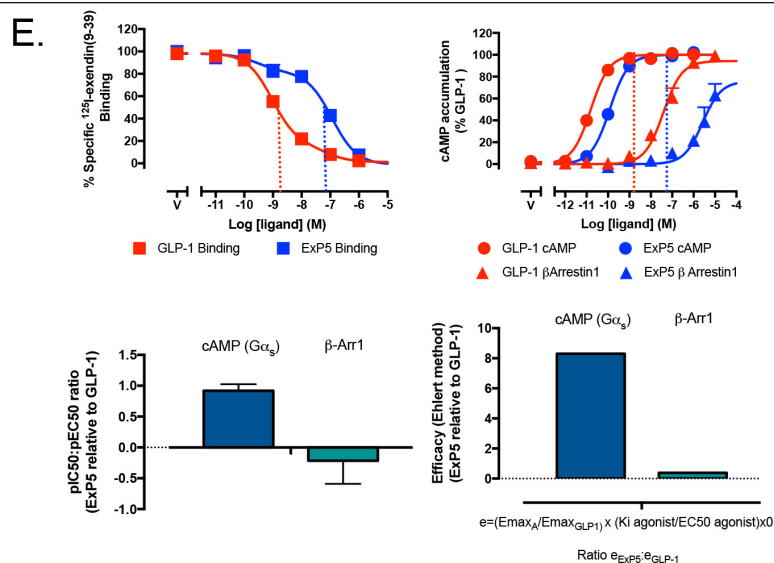 E.
% Specific ¹²⁵I-exendin(9-39)
Binding
120
100
80
60
40
20
0
V
-11
-10
-9
-8
-7
-6
-5
Log [ligand] (M)
GLP-1 Binding
ExP5 Binding
cAMP accumulation
(% GLP-1)
120
100
80
60
40
20
0
V
-12
-11
-10
-9
-8
-7
-6
-5
-4
Log [ligand] (M)
GLP-1 cAMP
ExP5 cAMP
GLP-1 βArrestin1
ExP5 β Arrestin1
pIC50:pEC50 ratio
(ExP5 relative to GLP-1)
1.5
1.0
0.5
0.0
-0.5
-1.0
cAMP (Gαs)
β-Arr1
Efficacy (Ehlert method)
(ExP5 relative to GLP-1)
10
8
6
4
2
0
cAMP (Gαs)
β-Arr1
e=(EmaxA/EmaxGLP1) x (Ki agonist/EC50 agonist)x0
Ratio eExP5:eGLP-1